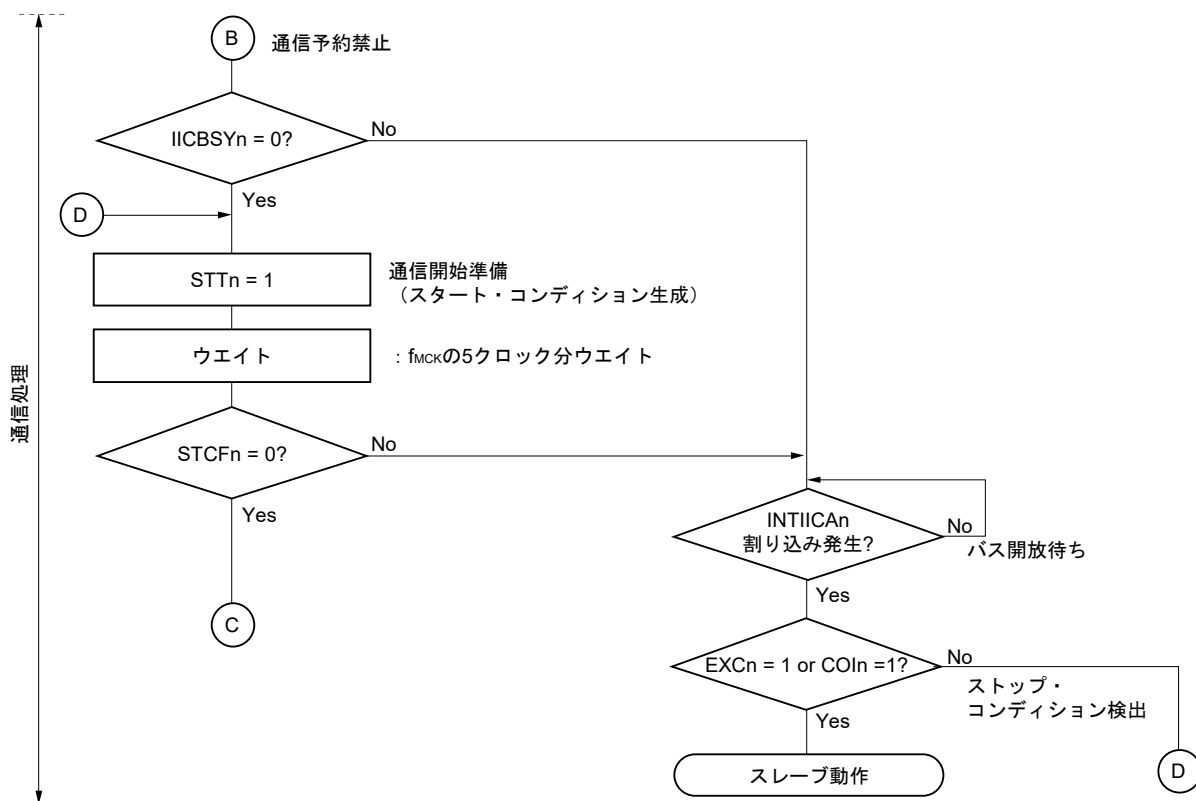 B
通信予約禁止
IICBSYn = 0?
No
Yes
D
STTn = 1
通信開始準備
（スタート・コンディション生成）
ウエイト
：fMCKの5クロック分ウエイト
通信処理
STCFn = 0?
No
Yes
INTIICAn
割り込み発生?
No
バス開放待ち
Yes
C
EXCn = 1 or COIn =1?
No
ストップ・
コンディション検出
Yes
スレーブ動作
D